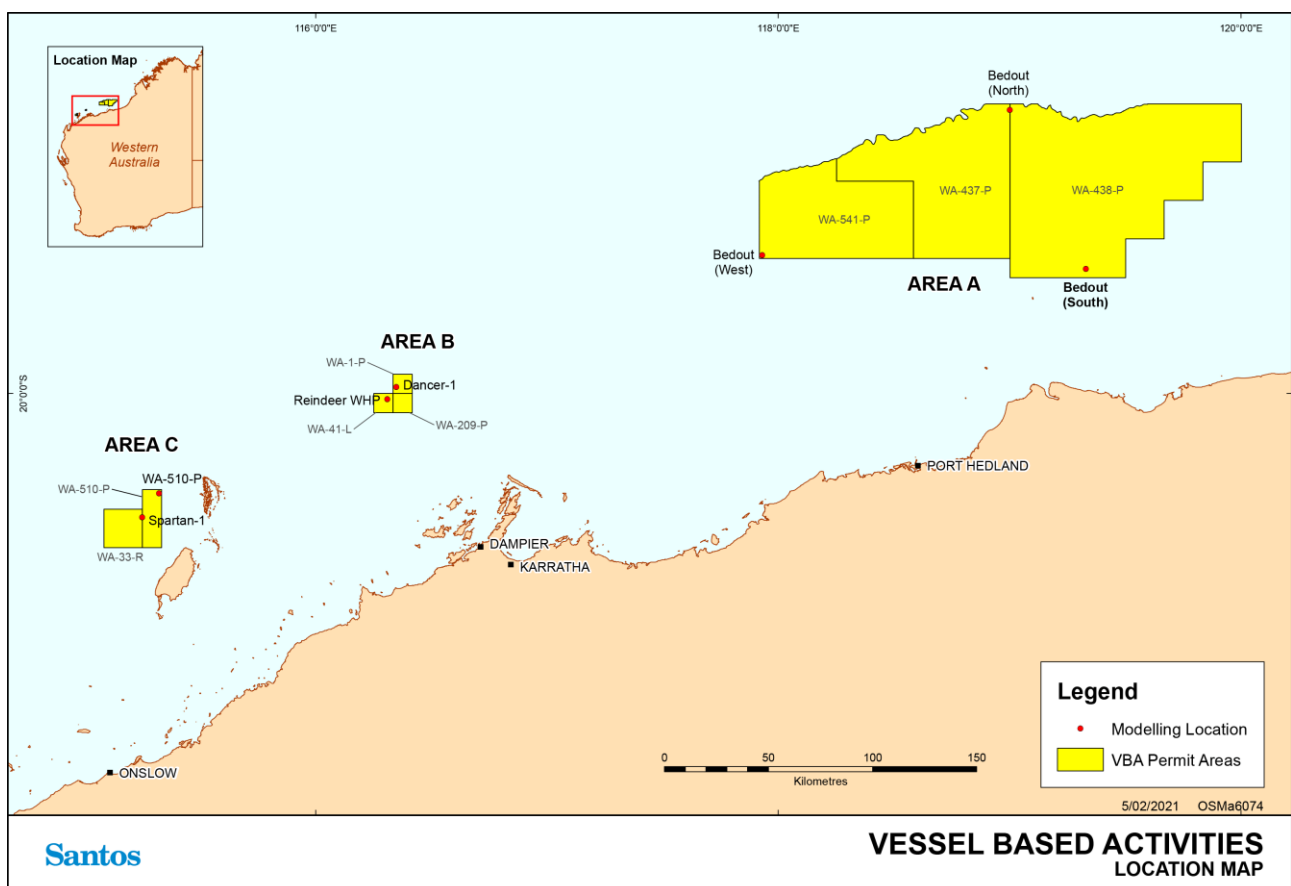 116°0'0"E
118°0'0"E
120°0'0"E
Location Map
Western
Australia
Bedout
(North)
WA-437-P
WA-438-P
WA-541-P
Bedout
(West)
AREA A
Bedout
(South)
AREA B
WA-1-P
20°0'0"S
Dancer-1
Reindeer WHP
WA-41-L
WA-209-P
AREA C
WA-510-P
WA-510-P
Spartan-1
WA-33-R
PORT HEDLAND
DAMPIER
KARRATHA
ONSLOW
0 50 100 150
Kilometres
Legend
Modelling Location
VBA Permit Areas
5/02/2021 OSMa6074
Santos
VESSEL BASED ACTIVITIES
LOCATION MAP